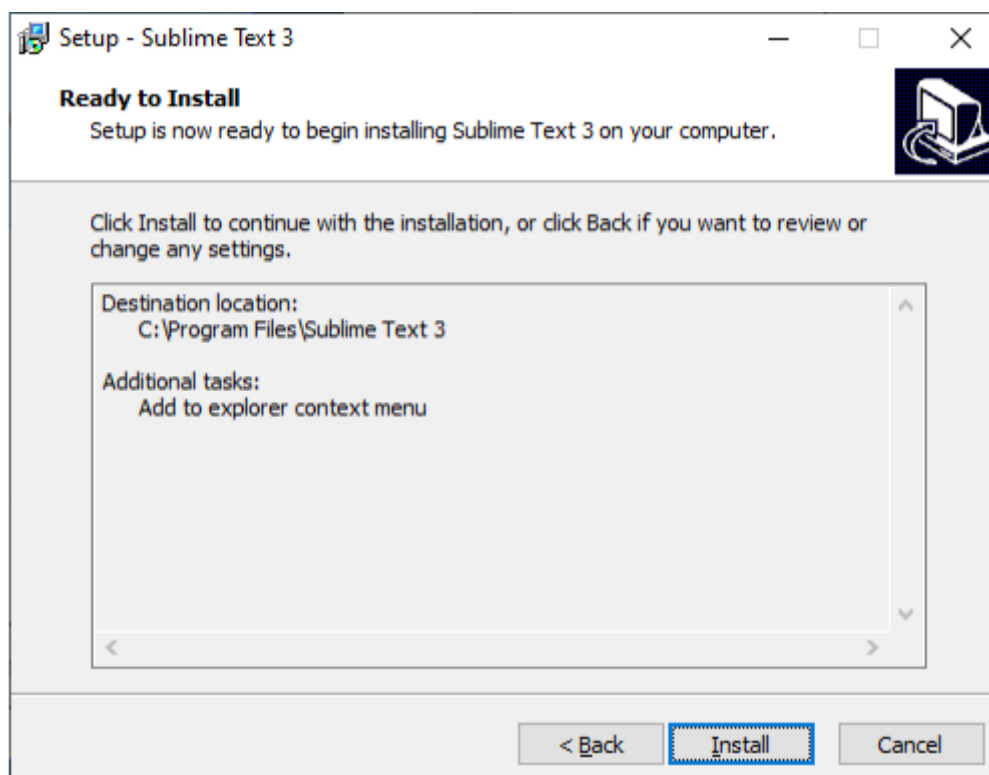 Setup - Sublime Text 3
Ready to Install
Setup is now ready to begin installing Sublime Text 3 on your computer.
Click Install to continue with the installation, or click Back if you want to review or
change any settings.
Destination location:
C:\Program Files\Sublime Text 3
Additional tasks:
Add to explorer context menu
< Back
Install
Cancel